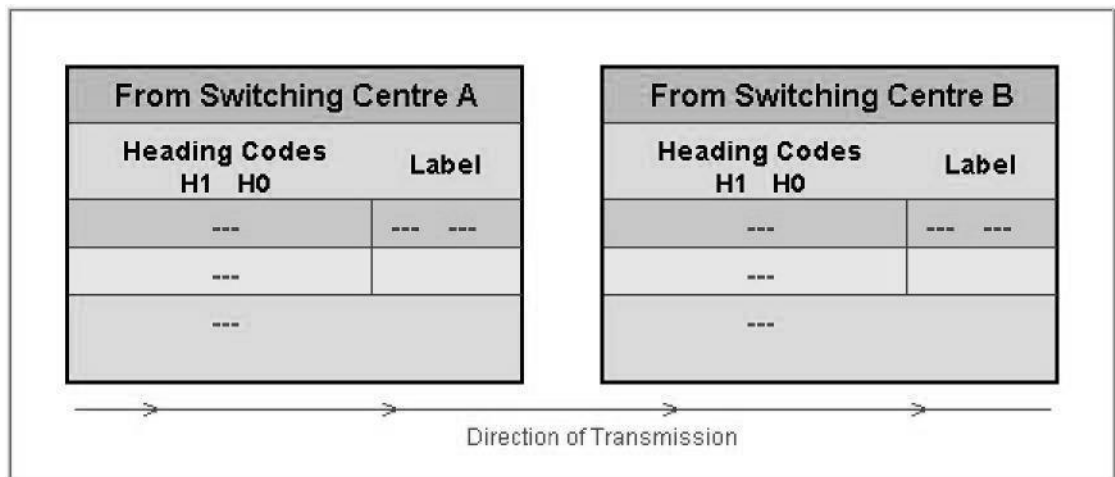 From Switching Centre A
Heading Codes Label
H1 H0
--- --- ---
---
---
From Switching Centre B
Heading Codes Label
H1 H0
--- --- ---
---
---
Direction of Transmission